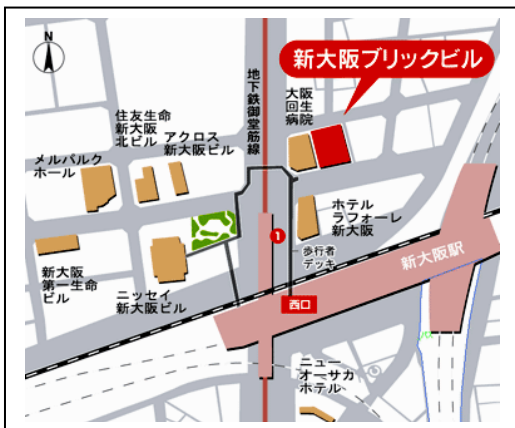 N
新大阪ブリックビル
地下鉄御堂筋線
大阪
回生
病院
住友生命
新大阪
北ビル
アクロス
新大阪ビル
メルパルク
ホール
ホテル
ラフォーレ
新大阪
1
歩行者
デッキ
新大阪駅
新大阪
第一生命
ビル
ニッセイ
新大阪ビル
西口
ニュー
オーサカ
ホテル